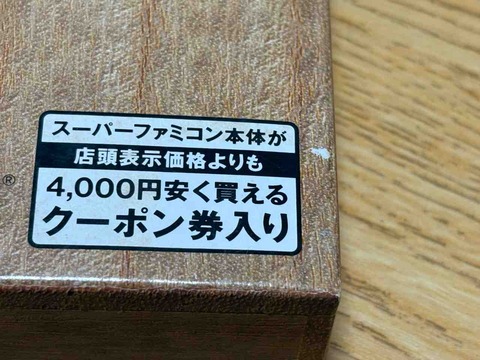 スーパーファミコン本体が
店頭表示価格よりも
4,000円安く買える
クーポン券入り
®